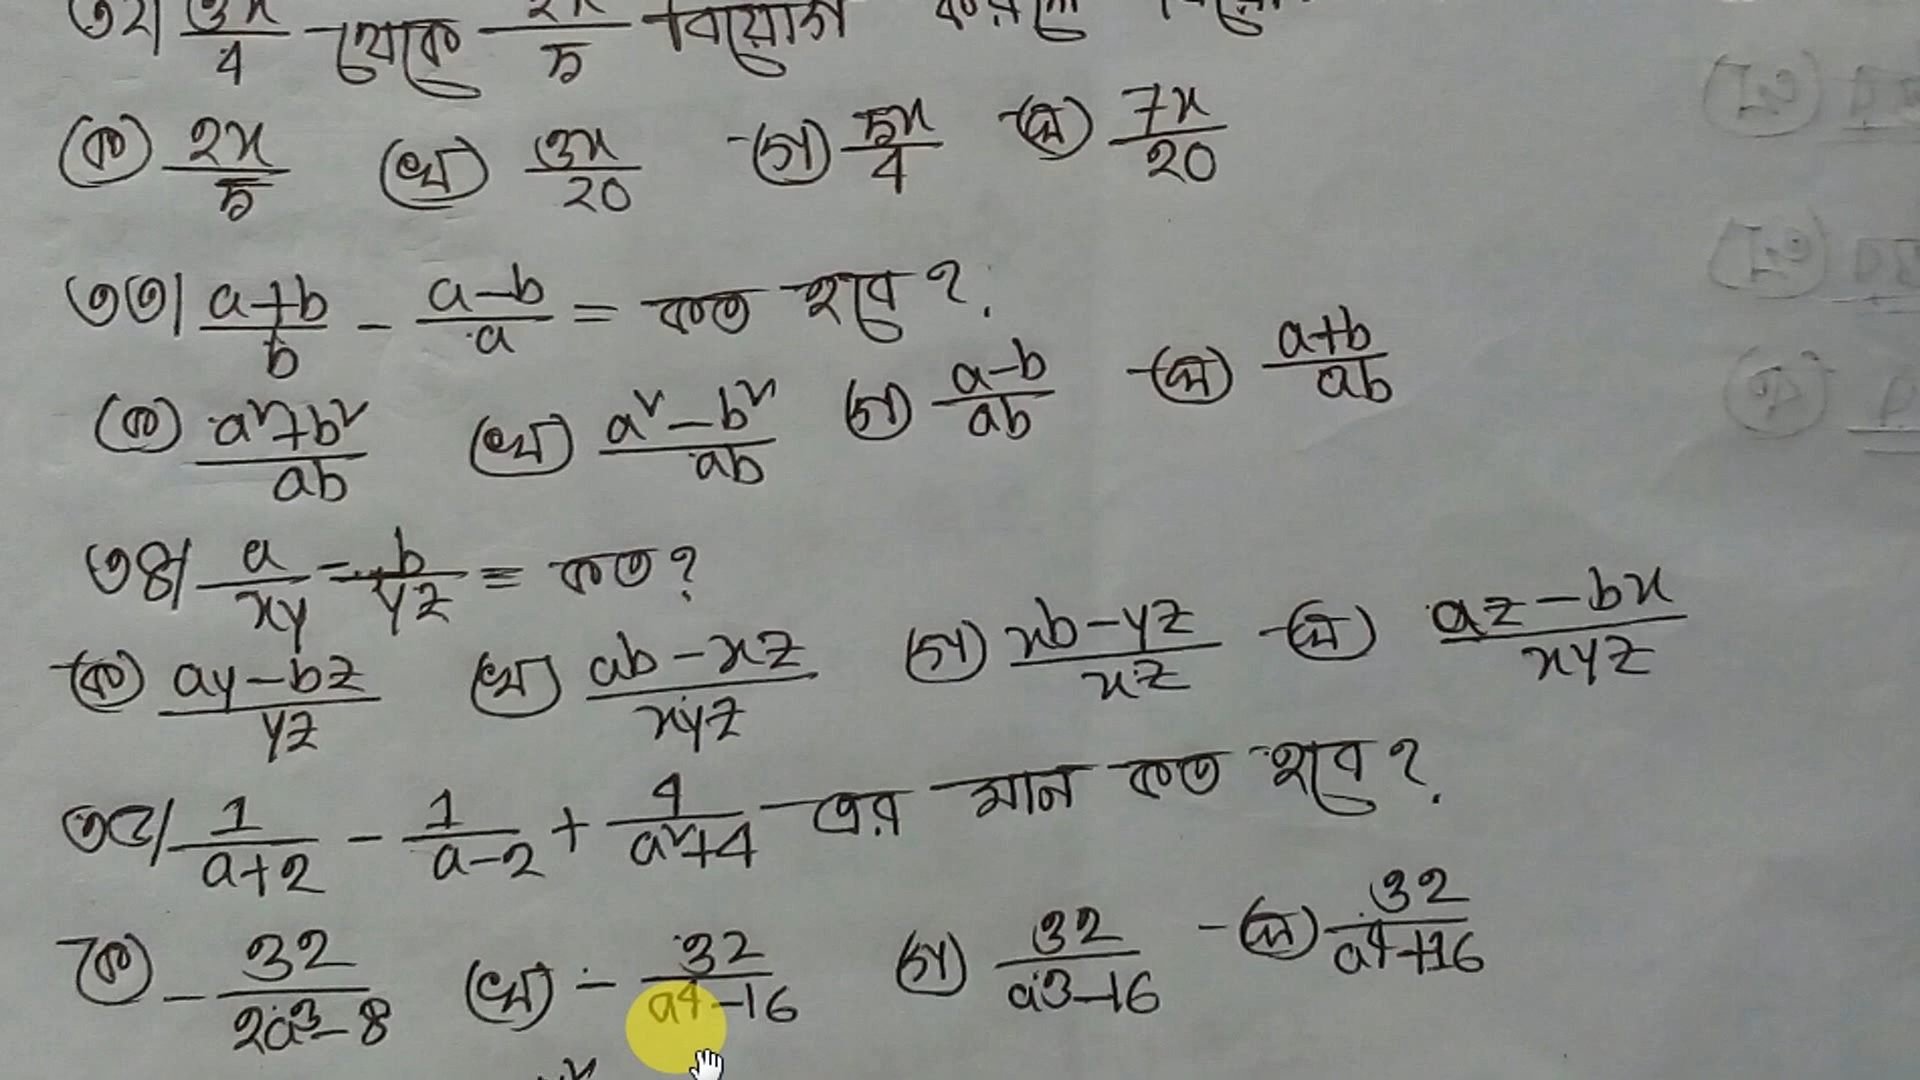 ৩২। 3x/4 থেকে 2x/5 বিয়োগ করলে
(ক) 2x/5 (খ) 3x/20 (গ) 5x/4 (ঘ) 7x/20
৩৩। a+b/b - a-b/a = কত হবে?
(ক) a²+b²/ab (খ) a²-b²/ab (গ) a-b/ab (ঘ) a+b/ab
৩৪। a/xy - b/yz = কত?
(ক) ay-bz/yz (খ) ab-xz/xyz (গ) xb-yz/xz (ঘ) az-bx/xyz
৩৫। 1/a+2 - 1/a-2 + 4/a²+4 এর মান কত হবে?
(ক) -32/2a³-8 (খ) -32/a⁴-16 (গ) 32/a³-16 (ঘ) 32/a⁴+16